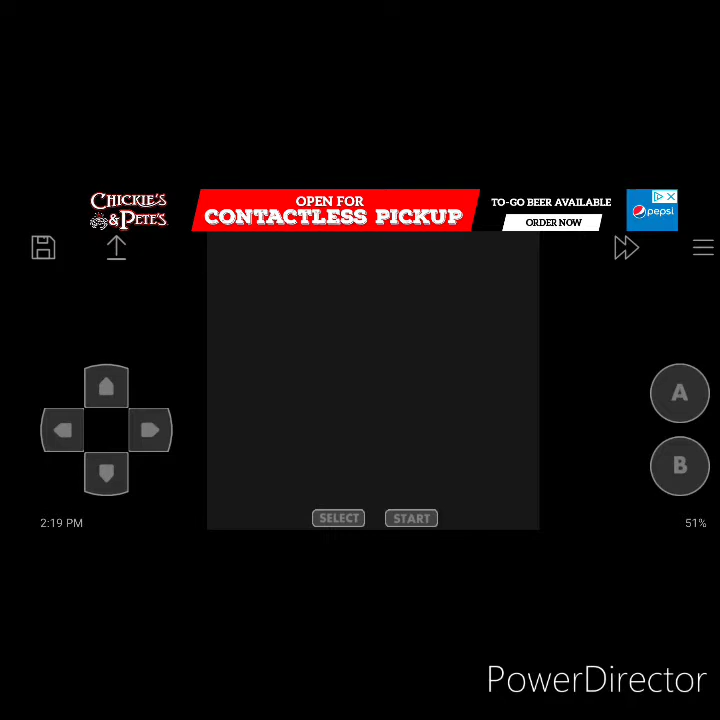 CHICKIE'S
& PETE'S
OPEN FOR
CONTACTLESS PICKUP
TO-GO BEER AVAILABLE
ORDER NOW
pepsi
A
B
SELECT
START
2:19 PM
51%
PowerDirector